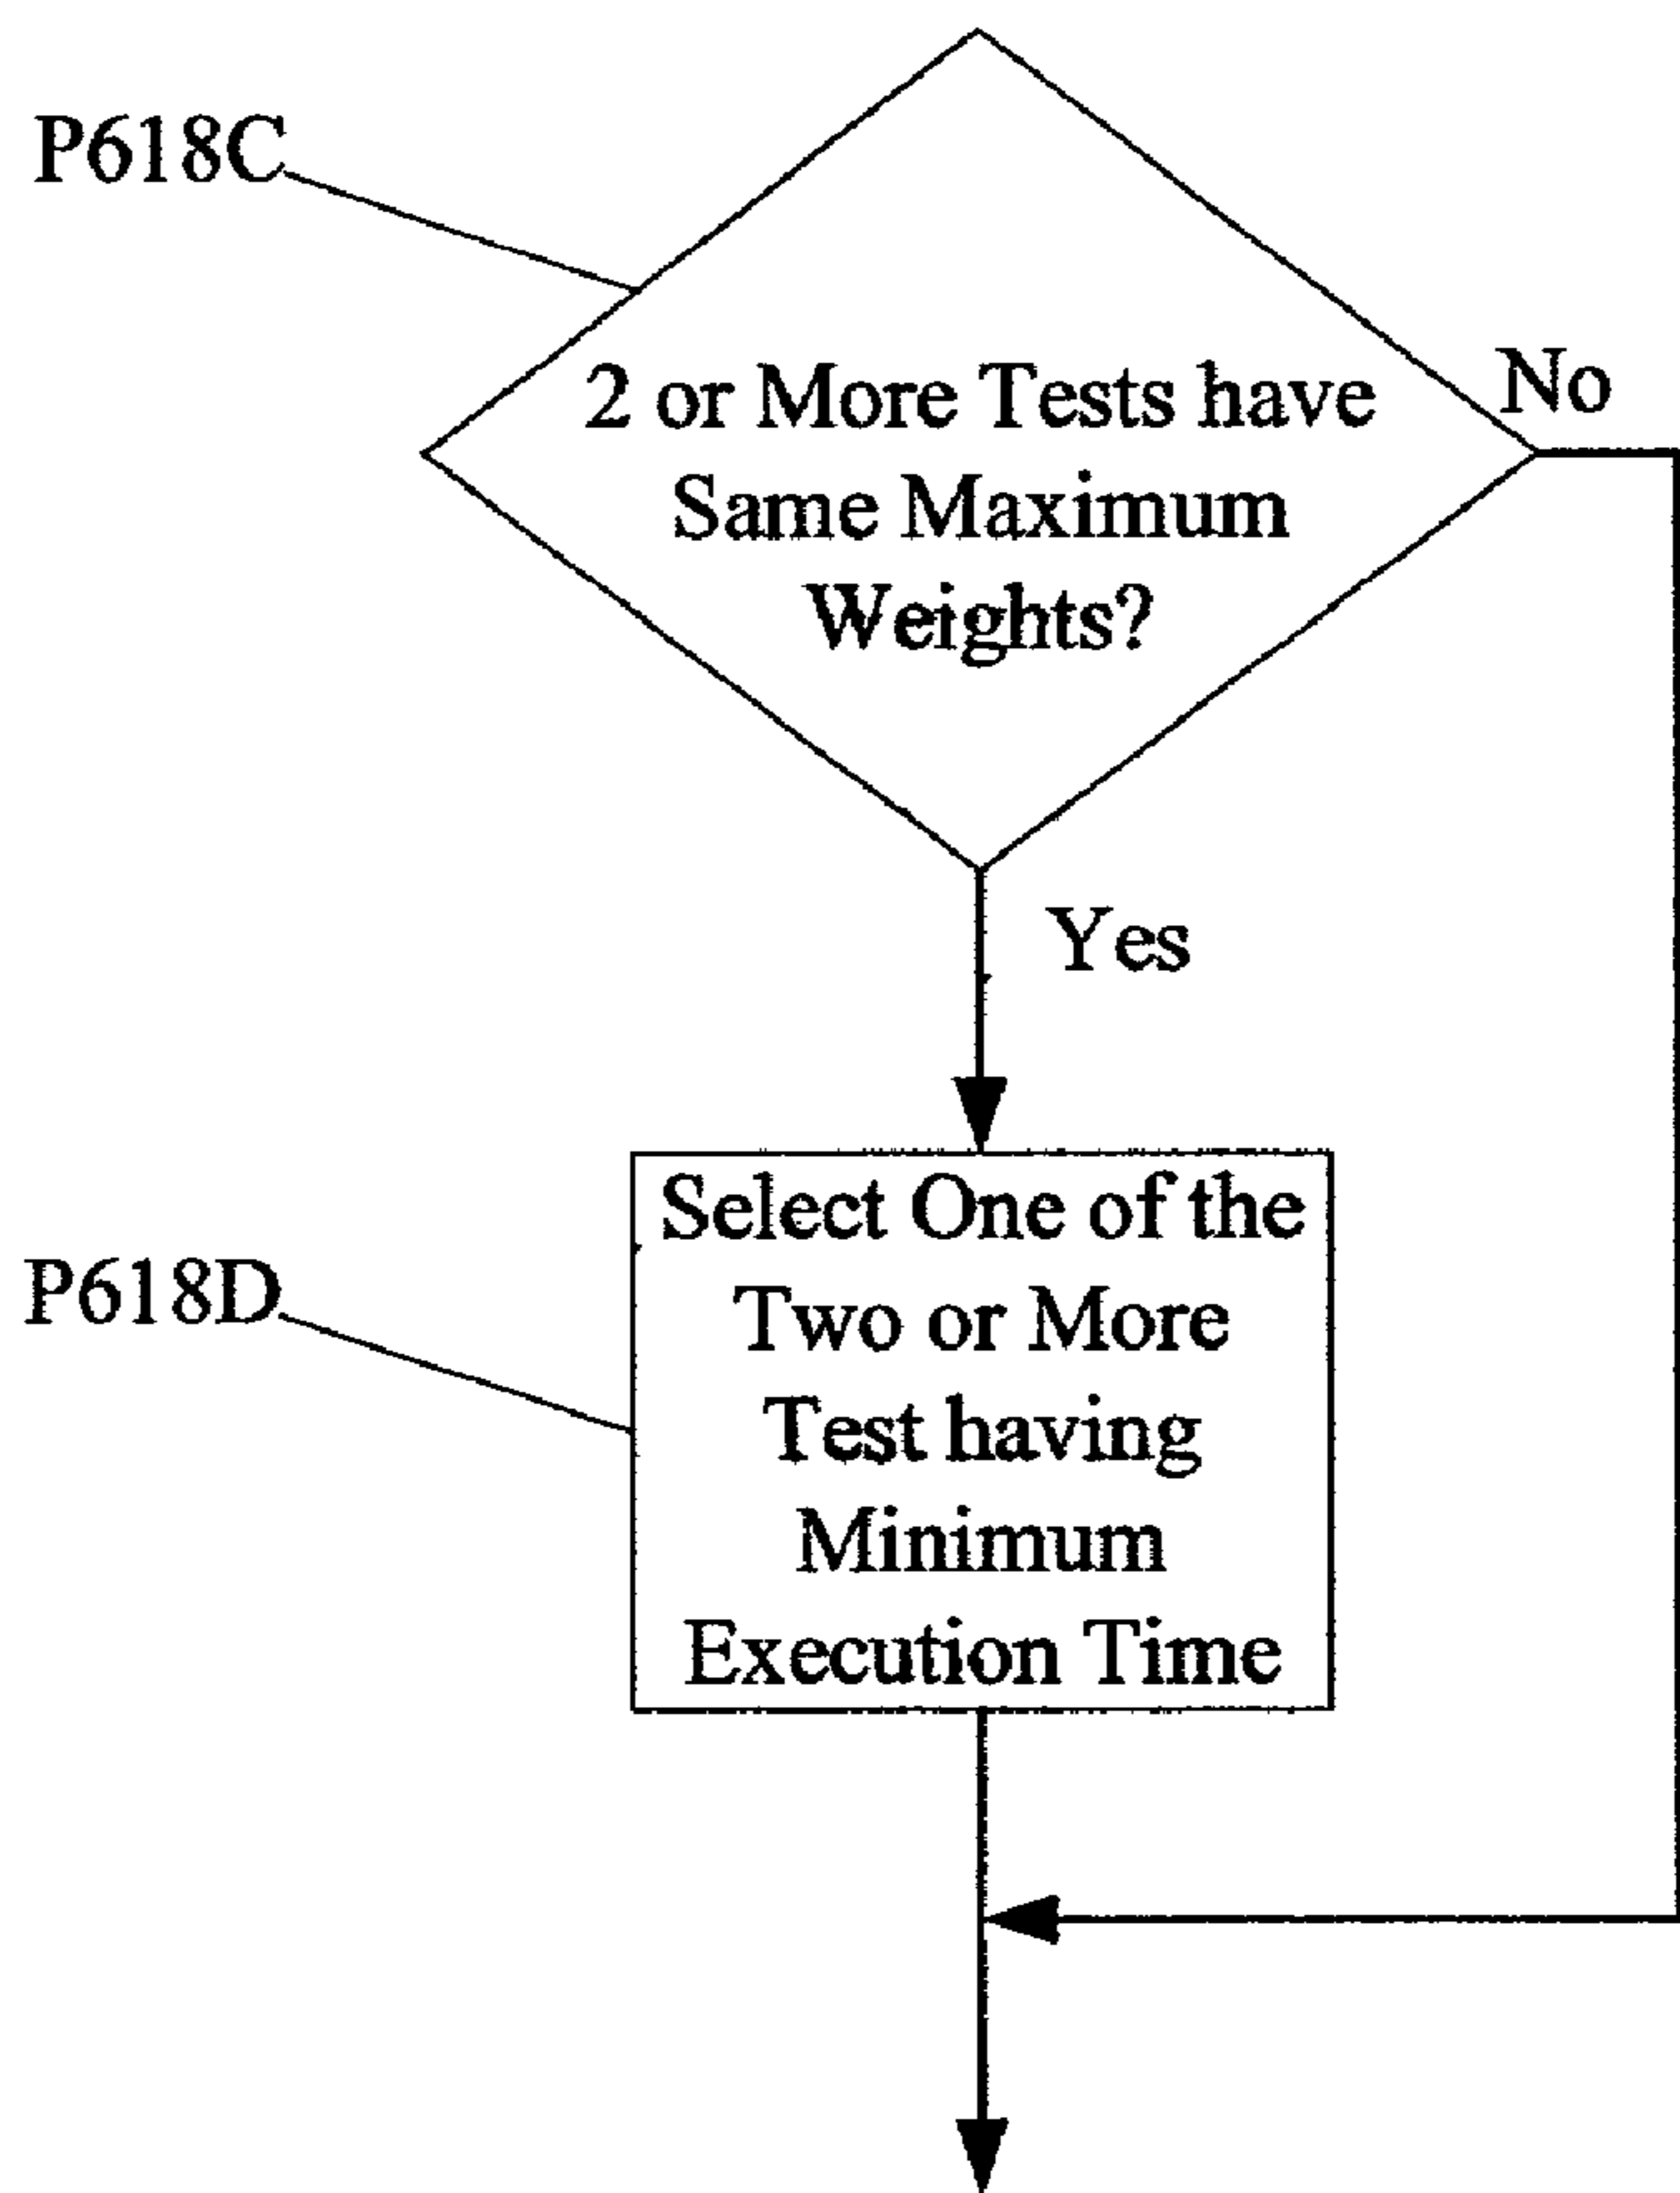 P618C
2 or More Tests have
Same Maximum
Weights?
No
Yes
P618D
Select One of the
Two or More
Test having
Minimum
Execution Time